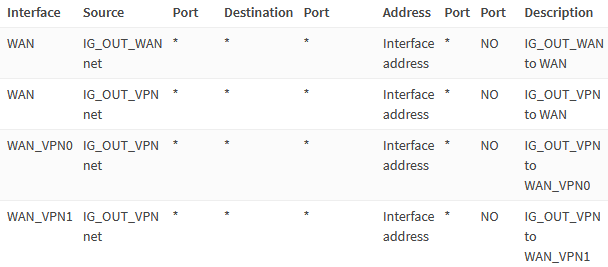 Interface Source Port Destination Port Address Port Port Description
WAN IG_OUT_WAN * * * Interface * NO IG_OUT_WAN
net address to WAN
WAN IG_OUT_VPN * * * Interface * NO IG_OUT_VPN
net address to WAN
WAN_VPN0 IG_OUT_VPN * * * Interface * NO IG_OUT_VPN
net address to
WAN_VPN0
WAN_VPN1 IG_OUT_VPN * * * Interface * NO IG_OUT_VPN
net address to
WAN_VPN1